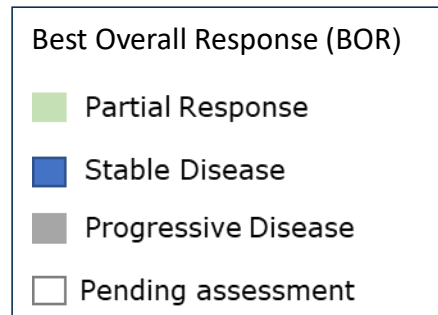 Best Overall Response (BOR)
Partial Response
Stable Disease
Progressive Disease
Pending assessment